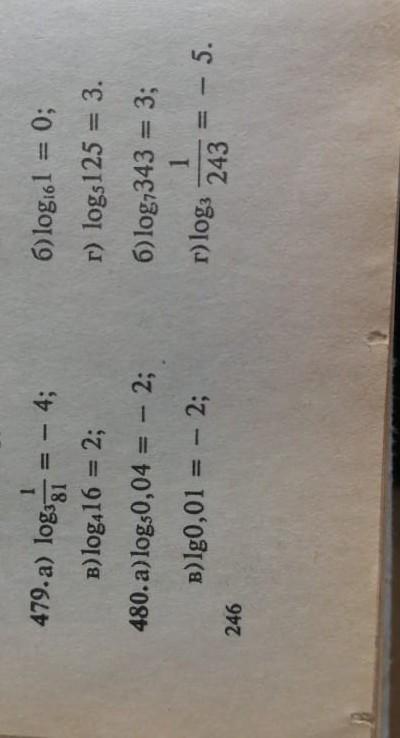 479. а) log₃ 1/81 = − 4; б) log₁₆1 = 0;
в) log₄16 = 2; г) log₅125 = 3.
480. а) log₅0,04 = − 2; б) log₇343 = 3;
в) lg0,01 = − 2; г) log₃ 1/243 = − 5.
246